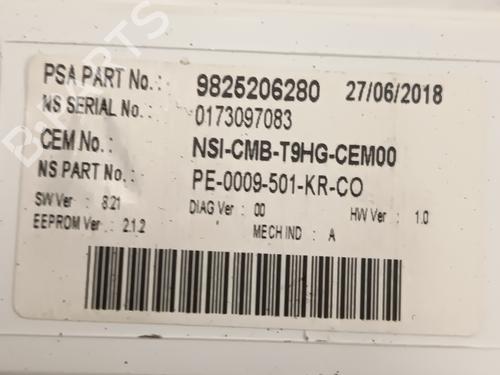 PSA PART No.: 9825206280 27/06/2018
NS SERIAL No.: 0173097083
CEM No.: NSI-CMB-T9HG-CEM00
NS PART No.: PE-0009-501-KR-CO
SW Ver : 8.21 DIAG Ver : 00 HW Ver : 1.0
EEPROM Ver : 2.1.2 MECH IND : A
B-PARTS